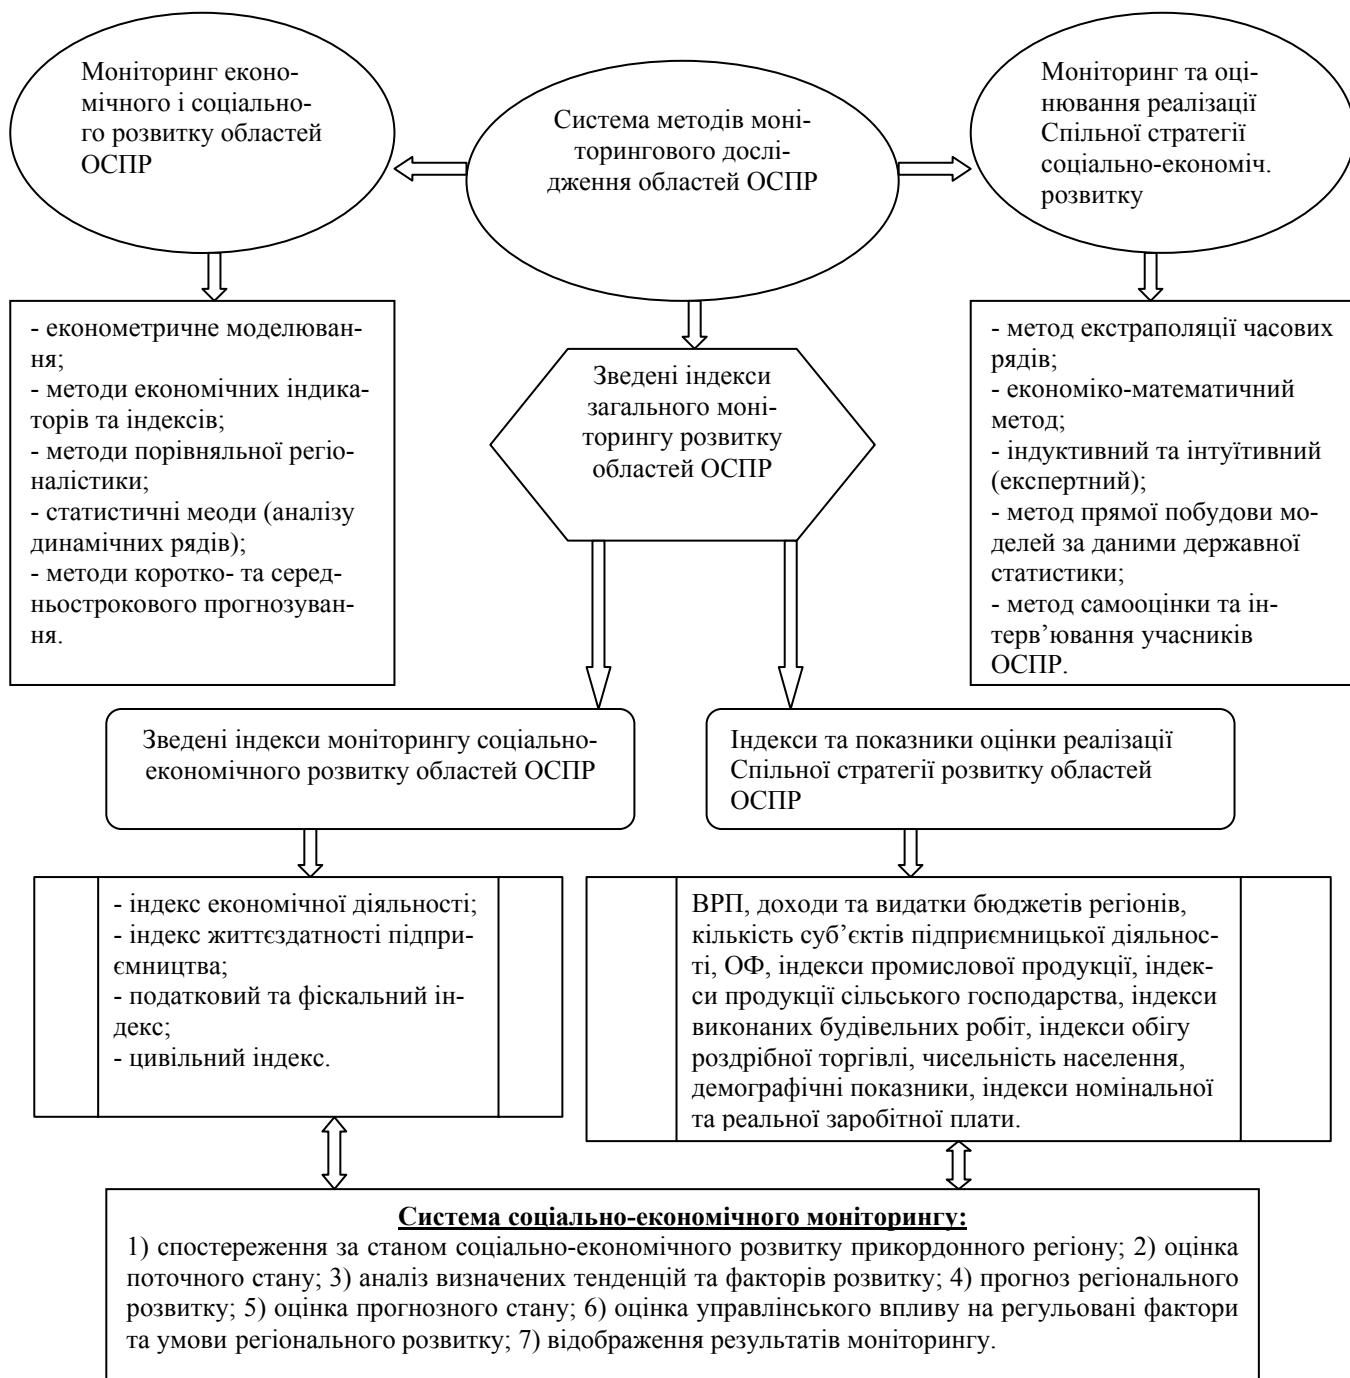 Моніторинг еконо-
мічного і соціально-
го розвитку областей
ОСПР
Система методів моні-
торингового дослі-
дження областей ОСПР
Моніторинг та оці-
нювання реалізації
Спільної стратегії
соціально-економіч.
розвитку
- економетричне моделюван-
ня;
- методи економічних індика-
торів та індексів;
- методи порівняльної регіо-
налістики;
- статистичні меоди (аналізу
динамічних рядів);
- методи коротко- та серед-
ньострокового прогнозуван-
ня.
Зведені індекси
загального моні-
торингу розвитку
областей ОСПР
- метод екстраполяції часових
рядів;
- економіко-математичний
метод;
- індуктивний та інтуїтивний
(експертний);
- метод прямої побудови мо-
делей за даними державної
статистики;
- метод самооцінки та ін-
терв’ювання учасників
ОСПР.
Зведені індекси моніторингу соціально-
економічного розвитку областей ОСПР
Індекси та показники оцінки реалізації
Спільної стратегії розвитку областей
ОСПР
- індекс економічної діяльності;
- індекс життєздатності підпри-
ємництва;
- податковий та фіскальний ін-
декс;
- цивільний індекс.
ВРП, доходи та видатки бюджетів регіонів,
кількість суб’єктів підприємницької діяльнос-
ті, ОФ, індекси промислової продукції, індек-
си продукції сільського господарства, індекси
виконаних будівельних робіт, індекси обігу
роздрібної торгівлі, чисельність населення,
демографічні показники, індекси номінальної
та реальної заробітної плати.
Система соціально-економічного моніторингу:
1) спостереження за станом соціально-економічного розвитку прикордонного регіону; 2) оцінка
поточного стану; 3) аналіз визначених тенденцій та факторів розвитку; 4) прогноз регіонального
розвитку; 5) оцінка прогнозного стану; 6) оцінка управлінського впливу на регульовані фактори
та умови регіонального розвитку; 7) відображення результатів моніторингу.